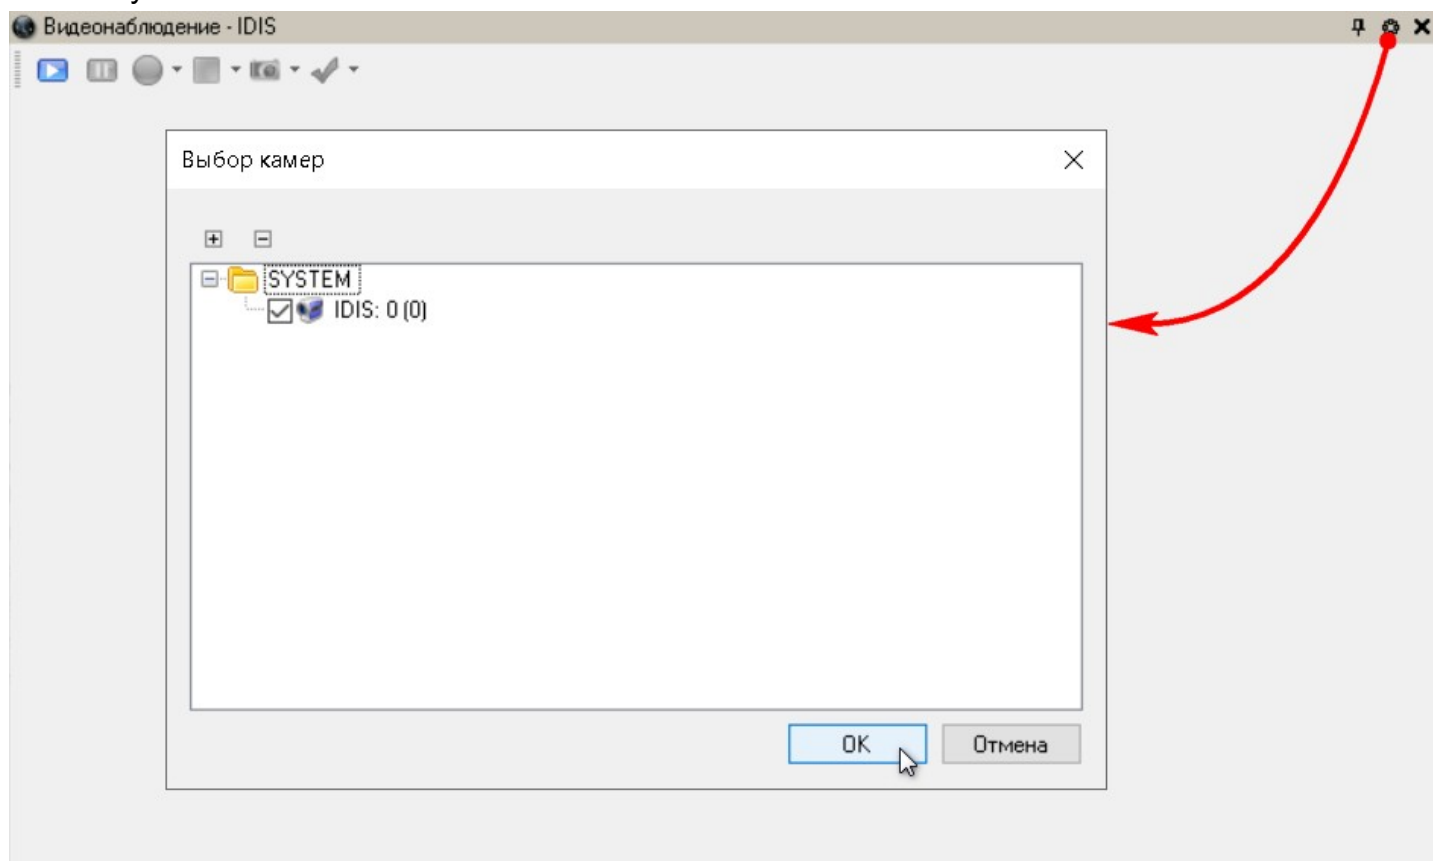 Видеонаблюдение - IDIS
Выбор камер
SYSTEM
IDIS: 0 (0)
OK
Отмена